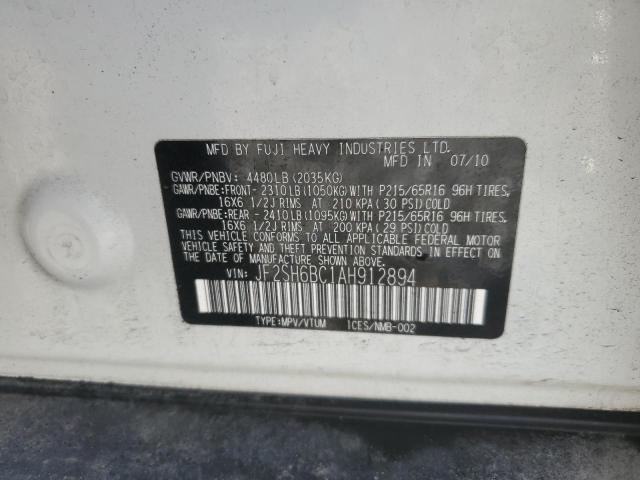 MFD BY FUJI HEAVY INDUSTRIES LTD.
MFD IN 07/10
GVWR/PNBV: 4480LB(2035KG)
GAWR/PNBE:FRONT-2310LB(1050KG)WITH P215/65R16 96H TIRES,
16X6 1/2J RIMS AT 210 KPA(30 PSI)COLD
GAWR/PNBE:REAR -2410LB(1095KG)WITH P215/65R16 96H TIRES,
16X6 1/2J RIMS AT 200 KPA(29 PSI)COLD
THIS VEHICLE CONFORMS TO ALL APPLICABLE FEDERAL MOTOR
VEHICLE SAFETY AND THEFT PREVENTION STANDARDS IN EFFECT ON
THE DATE OF MANUFACTURE SHOWN ABOVE.
VIN: JF2SH6BC1AH912894
TYPE:MPV/VTUM ICES/NMB-002